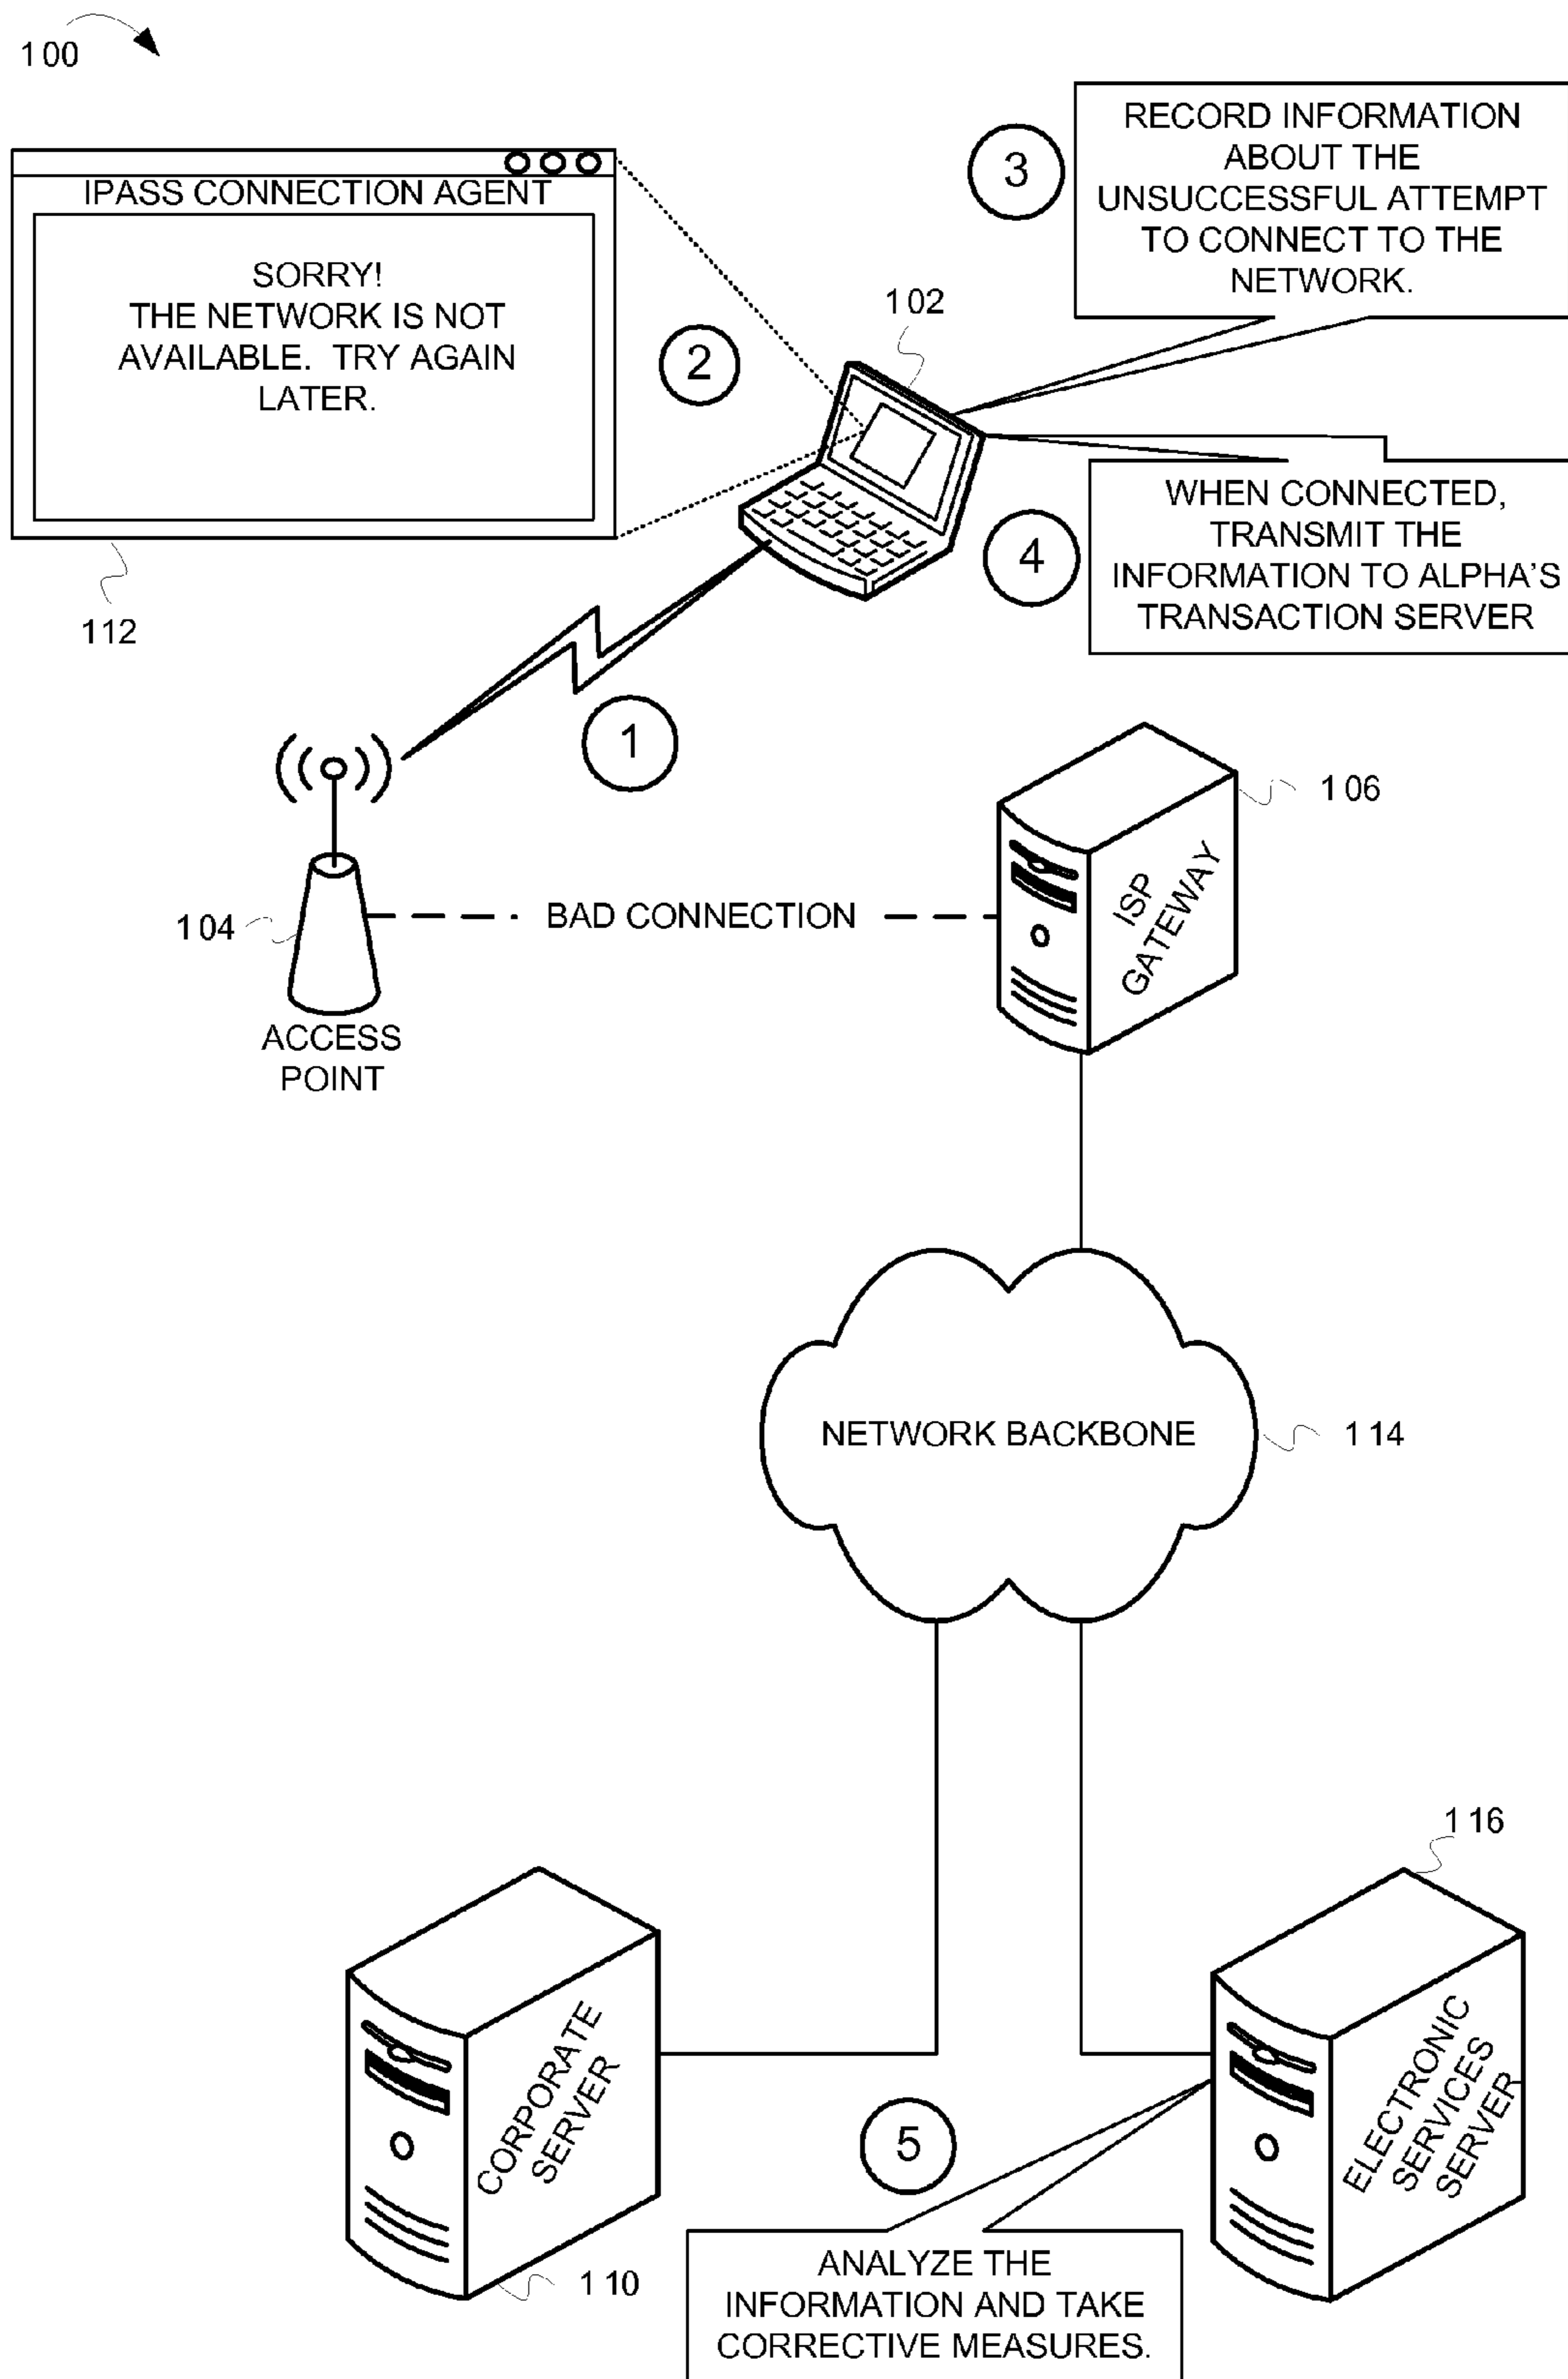 100
IPASS CONNECTION AGENT
SORRY!
THE NETWORK IS NOT
AVAILABLE. TRY AGAIN
LATER.
112
2
102
3
RECORD INFORMATION
ABOUT THE
UNSUCCESSFUL ATTEMPT
TO CONNECT TO THE
NETWORK.
4
WHEN CONNECTED,
TRANSMIT THE
INFORMATION TO ALPHA'S
TRANSACTION SERVER
1
104
ACCESS
POINT
BAD CONNECTION
ISP
GATEWAY
106
NETWORK BACKBONE
114
CORPORATE
SERVER
110
116
ELECTRONIC
SERVICES
SERVER
5
ANALYZE THE
INFORMATION AND TAKE
CORRECTIVE MEASURES.